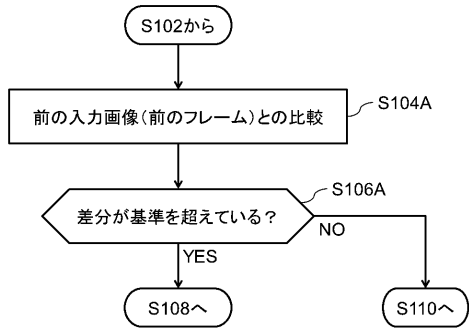 S102から
前の入力画像(前のフレーム)との比較
S104A
差分が基準を超えている?
S106A
NO
YES
S108へ
S110へ